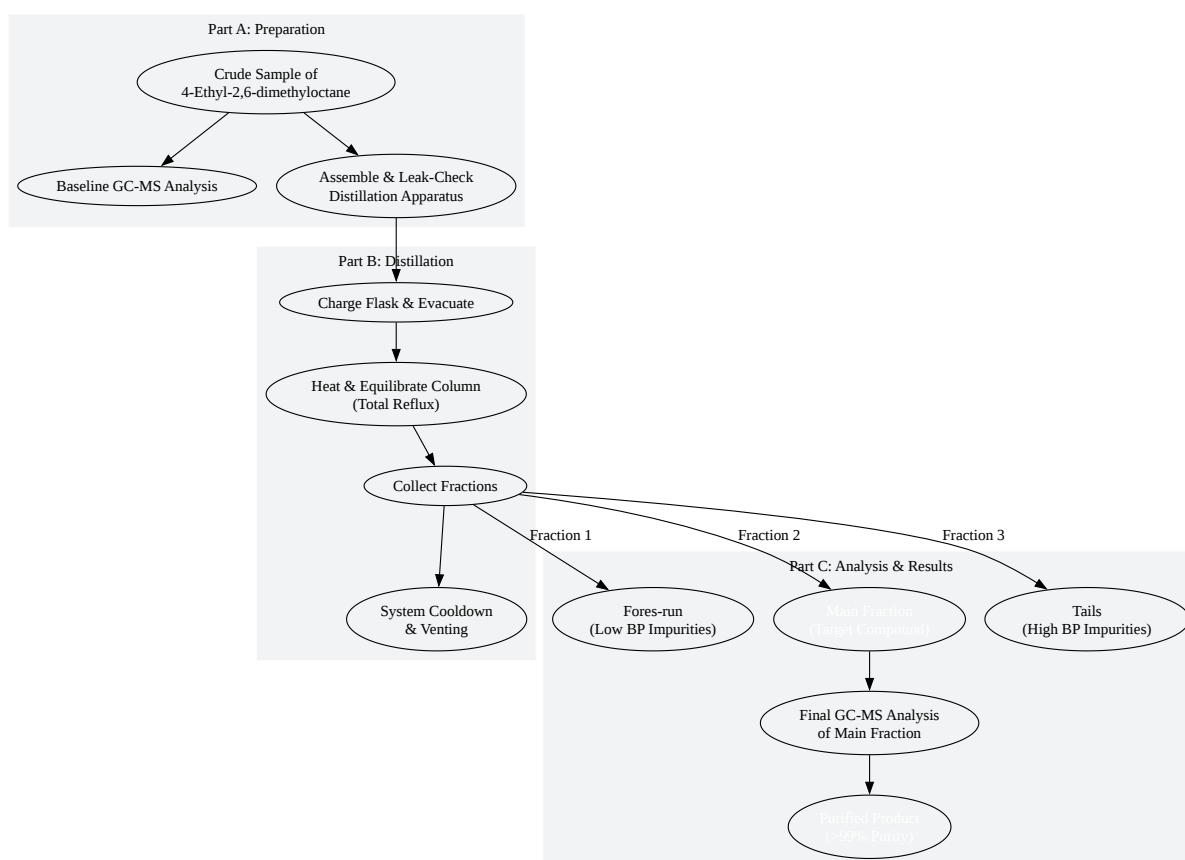 Part A: Preparation
Crude Sample of
4-Ethyl-2,6-dimethyloctane
Baseline GC-MS Analysis
Assemble & Leak-Check
Distillation Apparatus
Part B: Distillation
Charge Flask & Evacuate
Heat & Equilibrate Column
(Total Reflux)
Collect Fractions
Fraction 1
Fraction 2
Fraction 3
System Cooldown
& Venting
Part C: Analysis & Results
Fores-run
(Low BP Impurities)
Main Fraction
(Target Compound)
Tails
(High BP Impurities)
Final GC-MS Analysis
of Main Fraction
Purified Product
(>99% Purity)